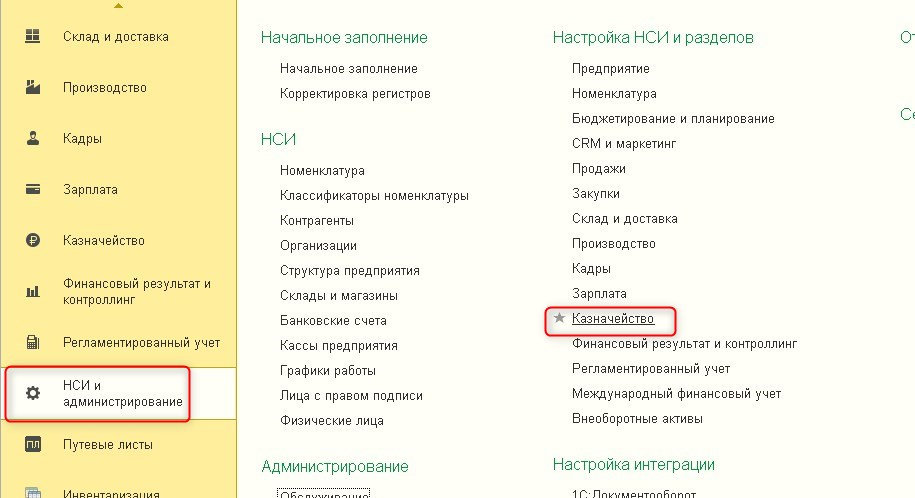 Склад и доставка
Производство
Кадры
Зарплата
Казначейство
Финансовый результат и
контроллинг
Регламентированный учет
НСИ и
администрирование
ПЛ
Путевые листы
Инвентаризация
Начальное заполнение
Начальное заполнение
Корректировка регистров
НСИ
Номенклатура
Классификаторы номенклатуры
Контрагенты
Организации
Структура предприятия
Склады и магазины
Банковские счета
Кассы предприятия
Графики работы
Лица с правом подписи
Физические лица
Администрирование
Обслуживание
Настройка НСИ и разделов
Предприятие
Номенклатура
Бюджетирование и планирование
CRM и маркетинг
Продажи
Закупки
Склад и доставка
Производство
Кадры
Зарплата
Казначейство
Финансовый результат и контроллинг
Регламентированный учет
Международный финансовый учет
Внеоборотные активы
Настройка интеграции
1С:Документооборот
От
Се